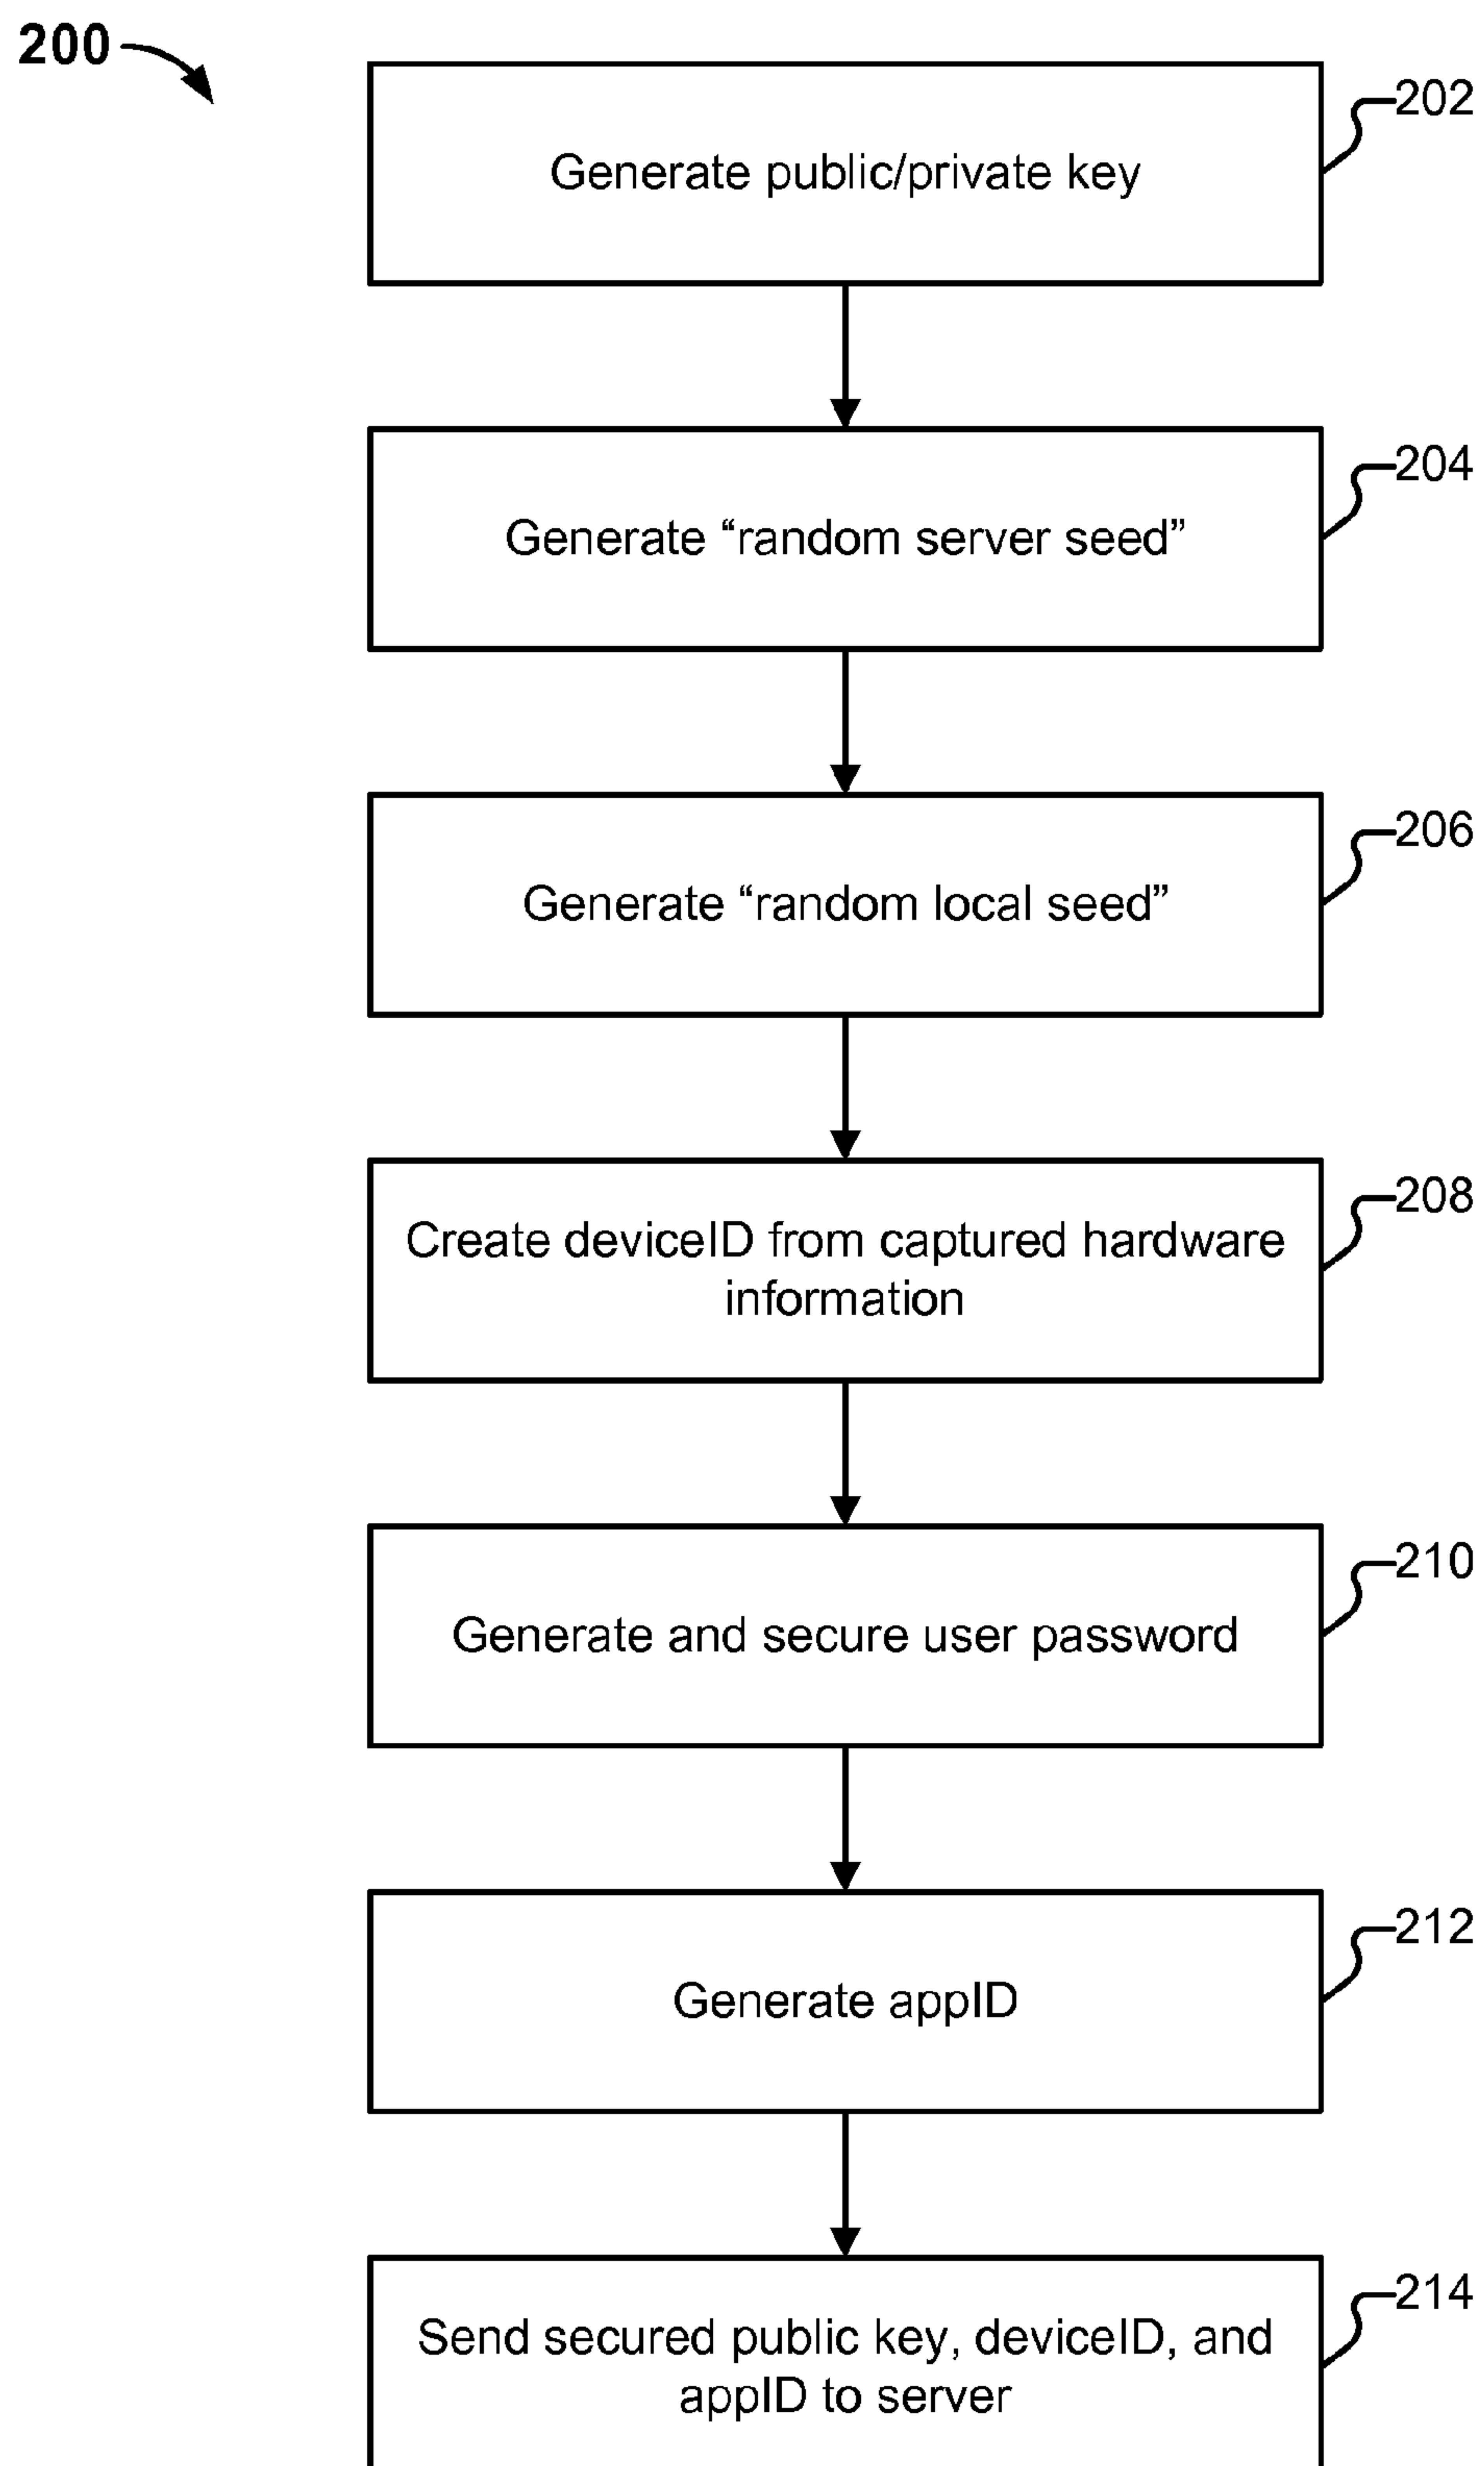 200
202
Generate public/private key
204
Generate “random server seed”
206
Generate “random local seed”
208
Create deviceID from captured hardware
information
210
Generate and secure user password
212
Generate appID
214
Send secured public key, deviceID, and
appID to server